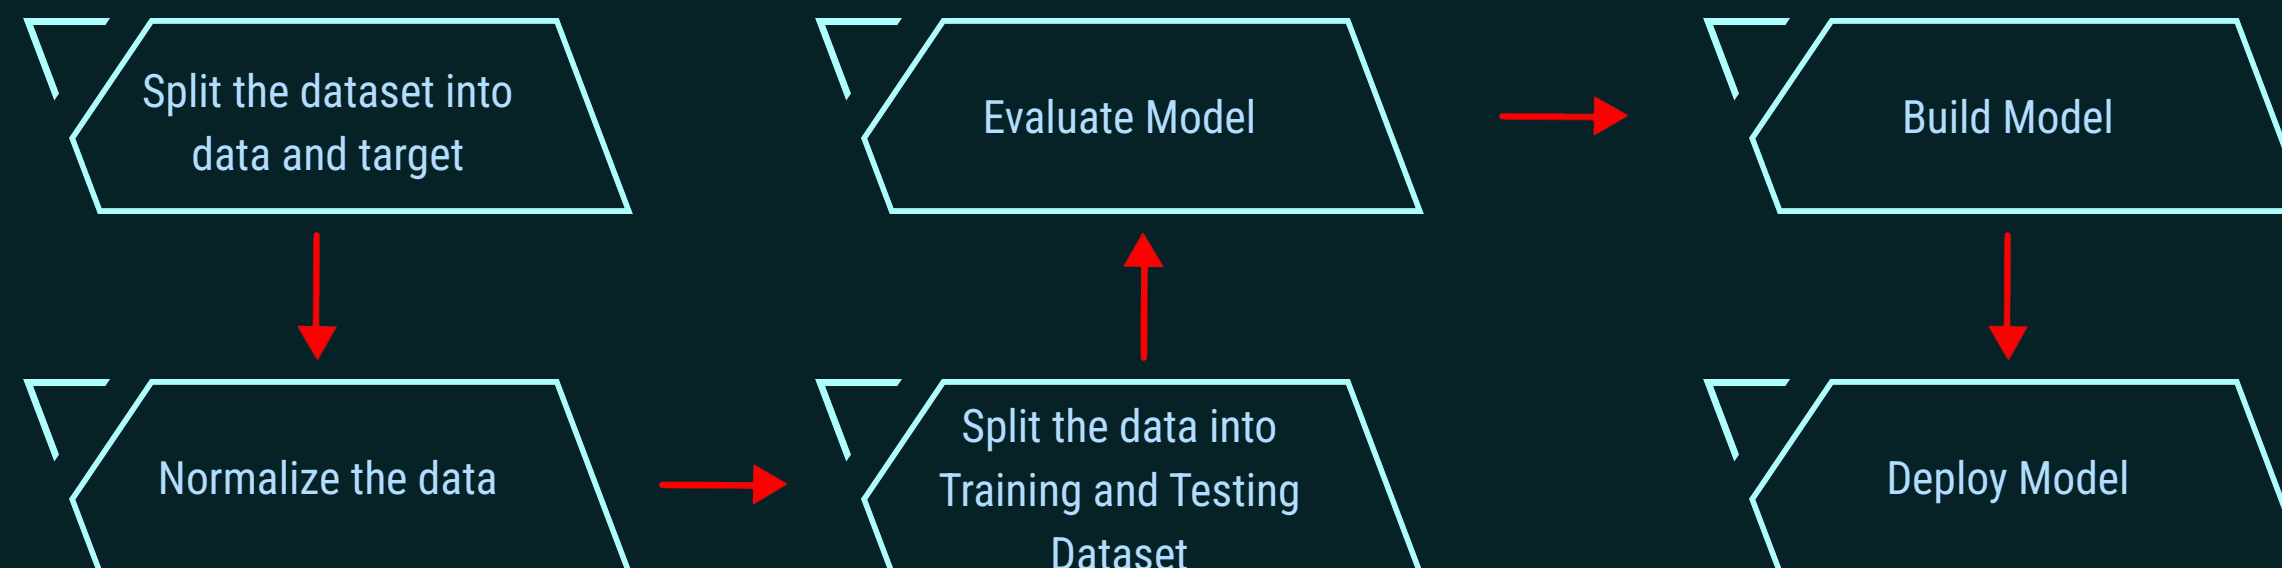 Split the dataset into
data and target
Normalize the data
Split the data into
Training and Testing
Dataset
Evaluate Model
Build Model
Deploy Model